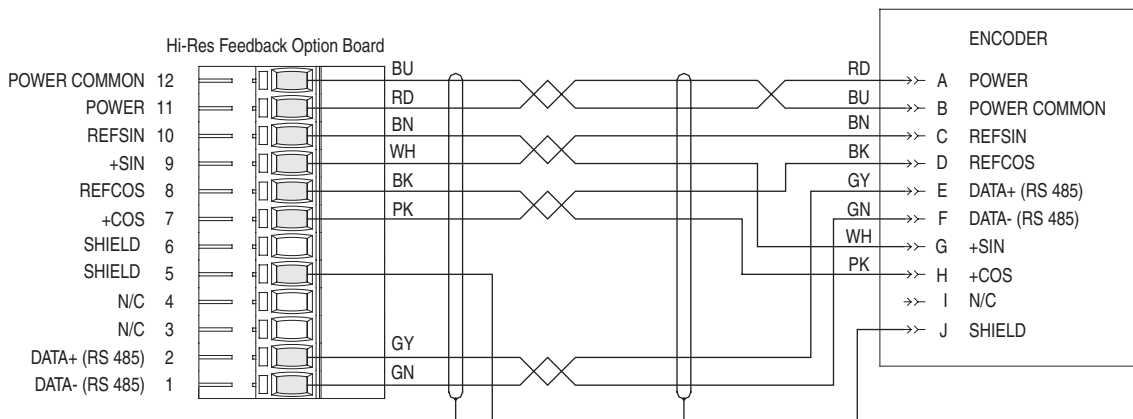 Hi-Res Feedback Option Board
POWER COMMON 12
POWER 11
REFSIN 10
+SIN 9
REFCOS 8
+COS 7
SHIELD 6
SHIELD 5
N/C 4
N/C 3
DATA+ (RS 485) 2
DATA- (RS 485) 1
BU
RD
BN
WH
BK
PK
GY
GN
RD
BU
BN
BK
GY
GN
WH
PK
ENCODER
A POWER
B POWER COMMON
C REFSIN
D REFCOS
E DATA+ (RS 485)
F DATA- (RS 485)
G +SIN
H +COS
I N/C
J SHIELD